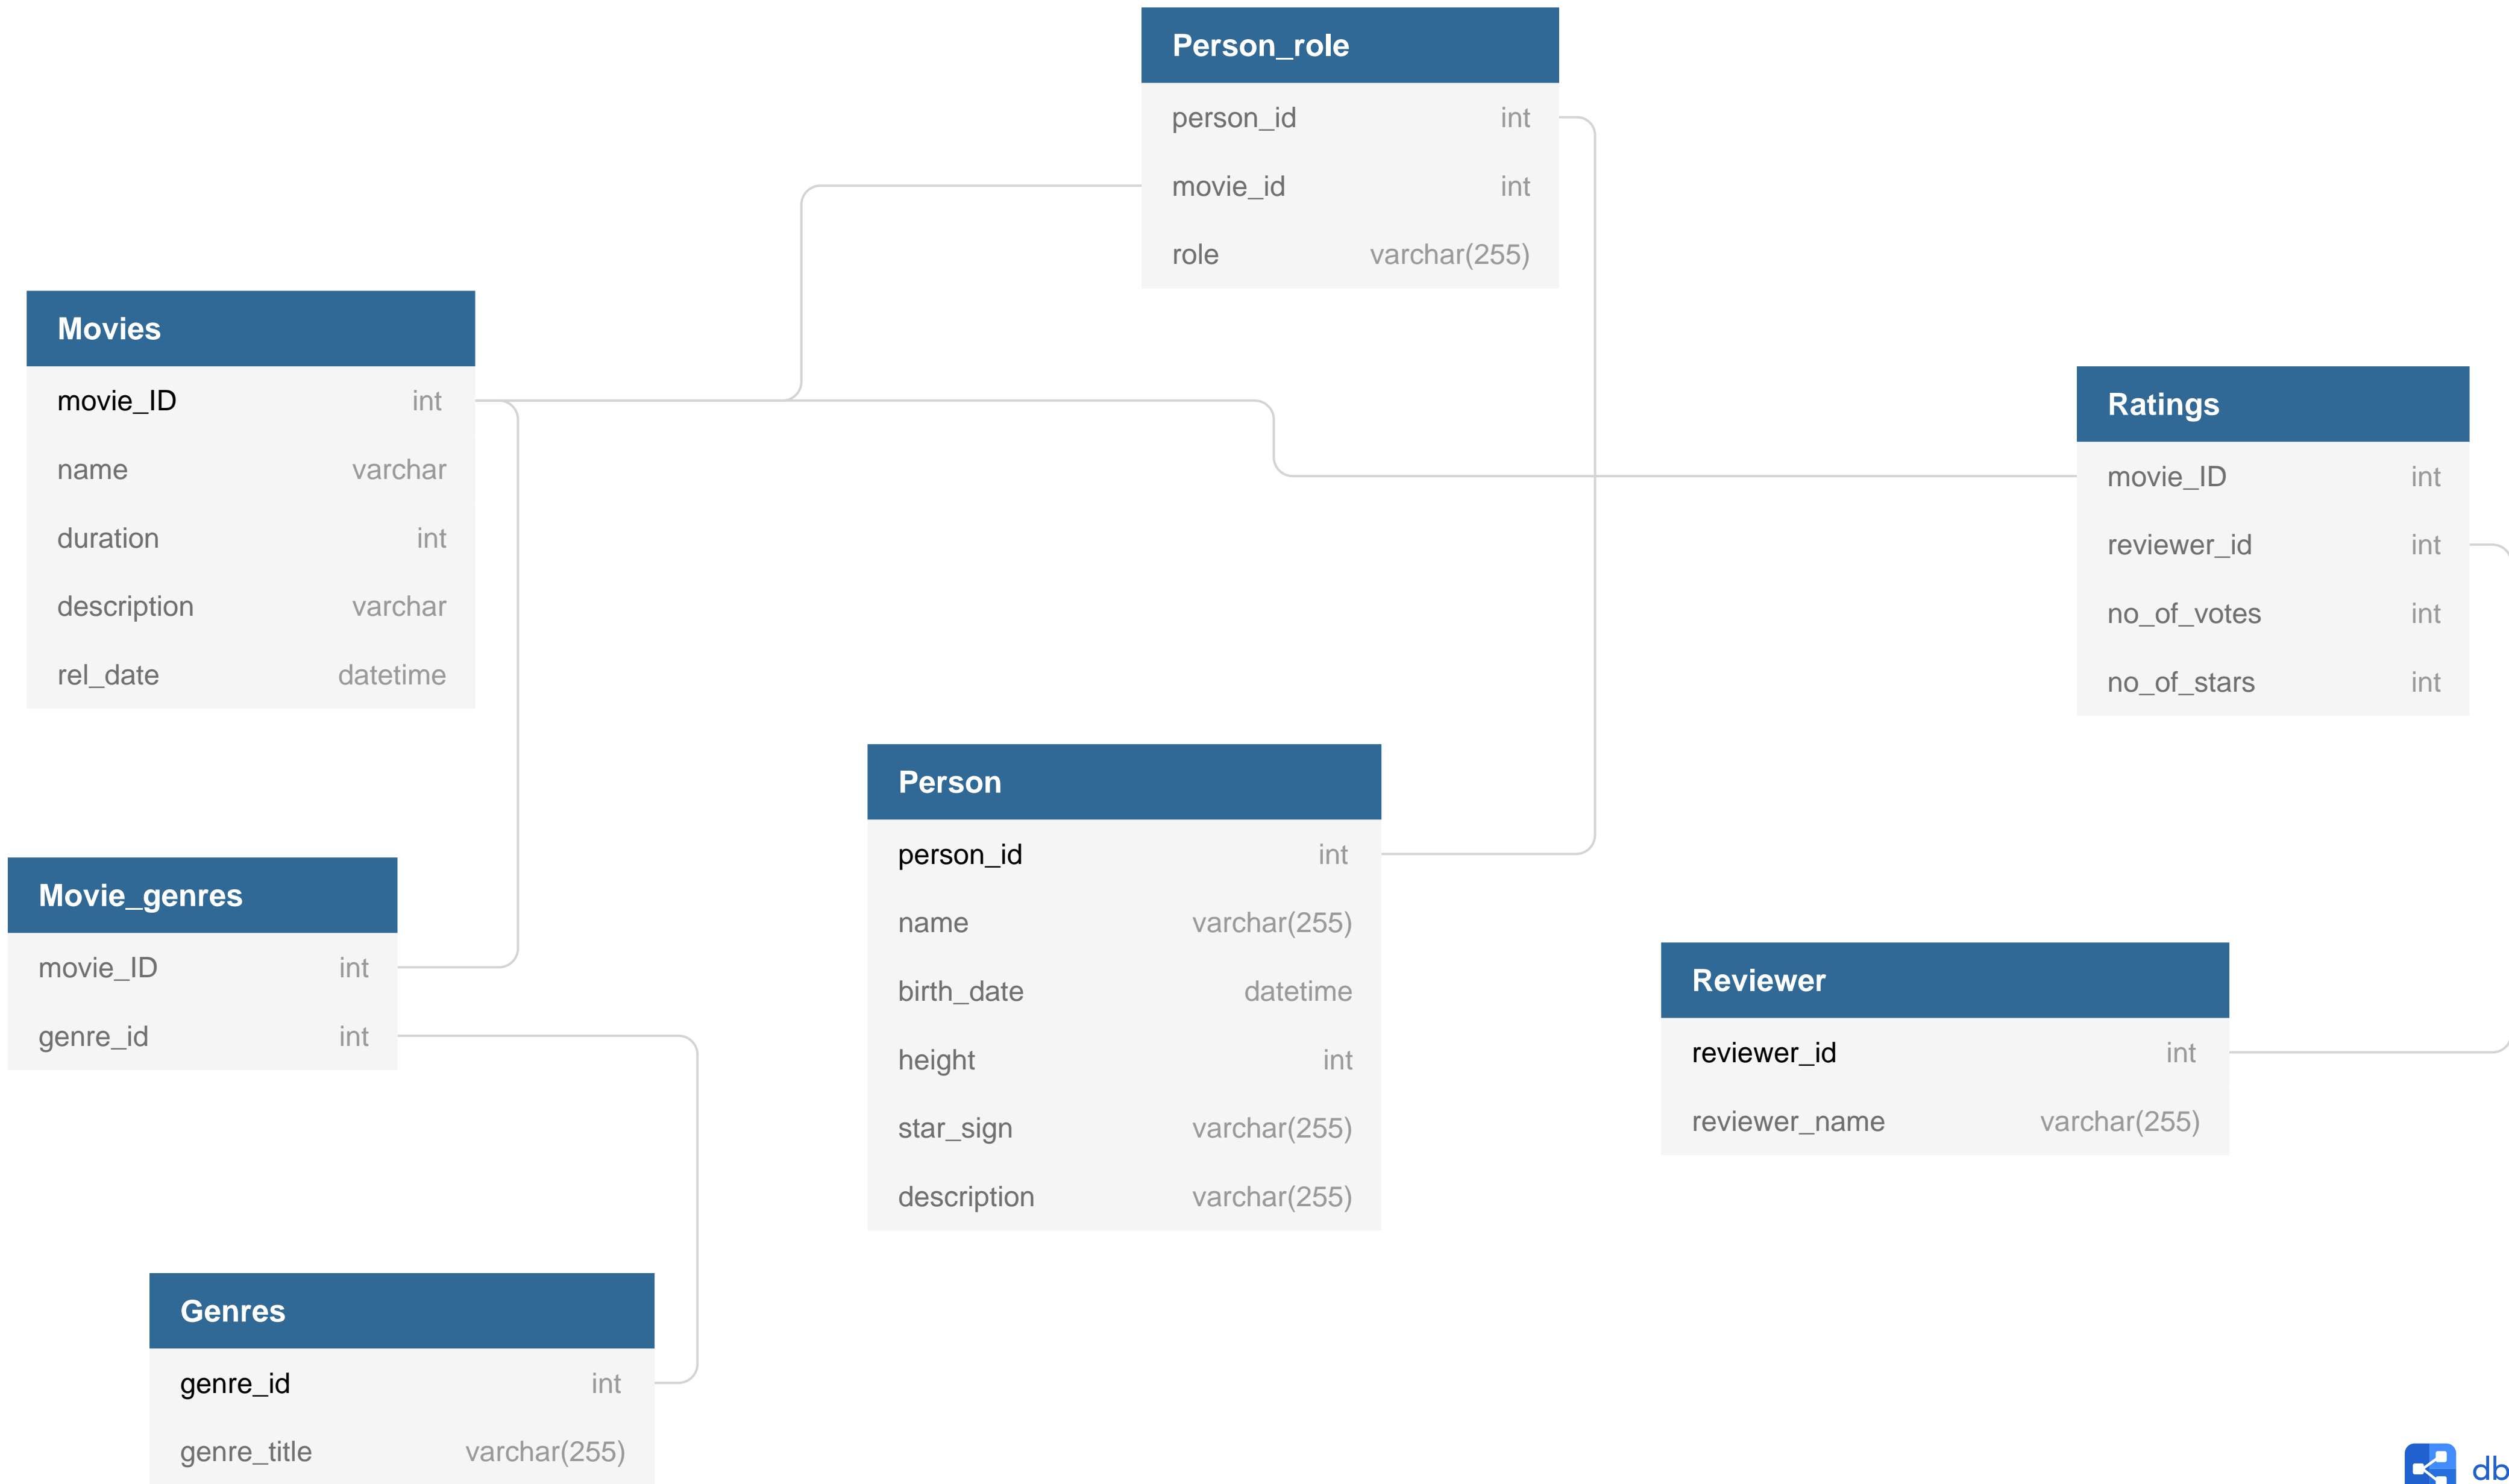 Person_role
person_id int
movie_id int
role varchar(255)
Movies
movie_ID int
name varchar
duration int
description varchar
rel_date datetime
Ratings
movie_ID int
reviewer_id int
no_of_votes int
no_of_stars int
Person
person_id int
name varchar(255)
birth_date datetime
height int
star_sign varchar(255)
description varchar(255)
Movie_genres
movie_ID int
genre_id int
Reviewer
reviewer_id int
reviewer_name varchar(255)
Genres
genre_id int
genre_title varchar(255)
db